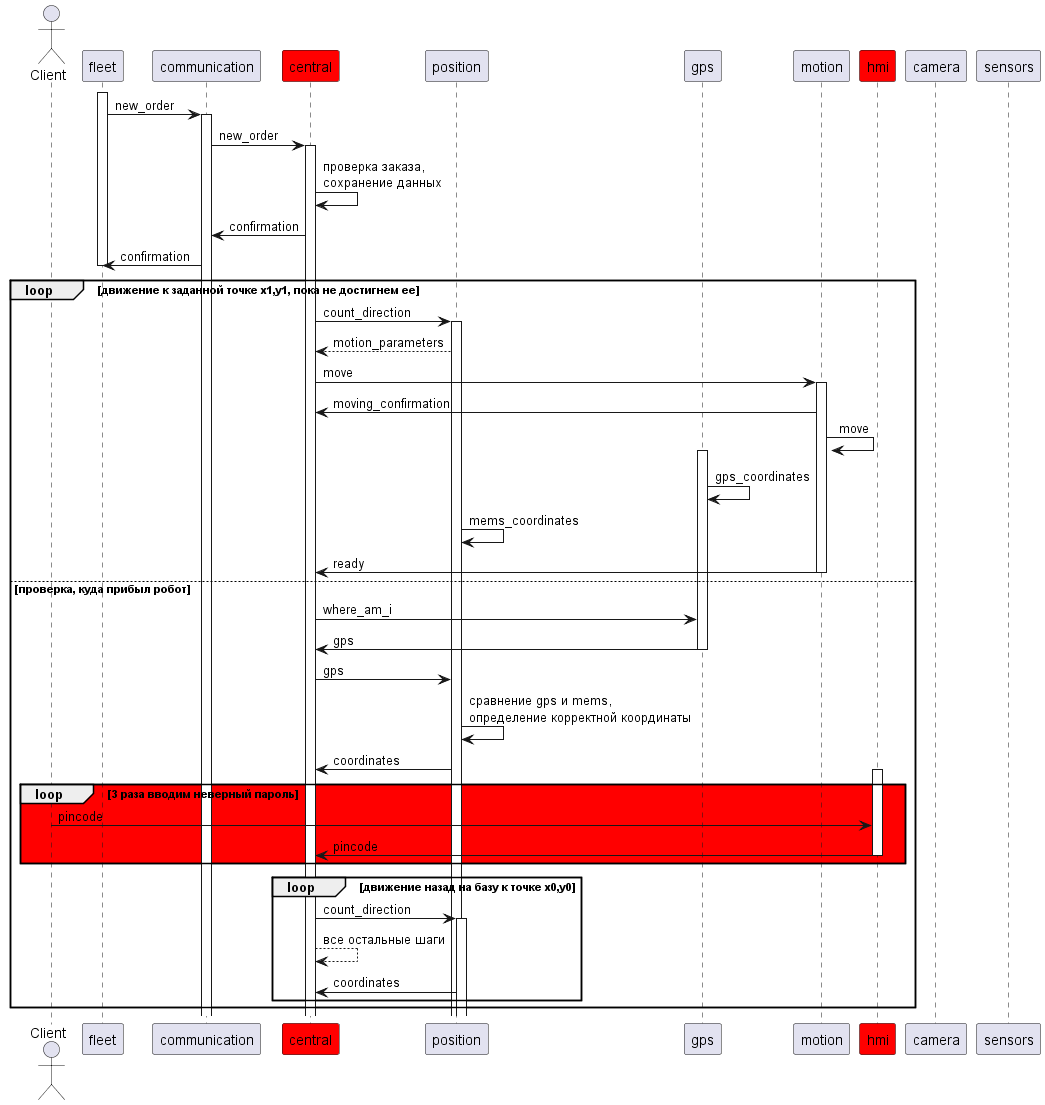 Client
fleet
communication
central
position
gps
motion
hmi
camera
sensors
new_order
new_order
проверка заказа,
сохранение данных
confirmation
confirmation
loop
[движение к заданной точке x1,y1, пока не достигнем ее]
count_direction
motion_parameters
move
moving_confirmation
move
gps_coordinates
mems_coordinates
ready
[проверка, куда прибыл робот]
where_am_i
gps
gps
сравнение gps и mems,
определение корректной координаты
coordinates
loop
[3 раза вводим неверный пароль]
pincode
pincode
loop
[движение назад на базу к точке x0,y0]
count_direction
все остальные шаги
coordinates
Client
fleet
communication
central
position
gps
motion
hmi
camera
sensors